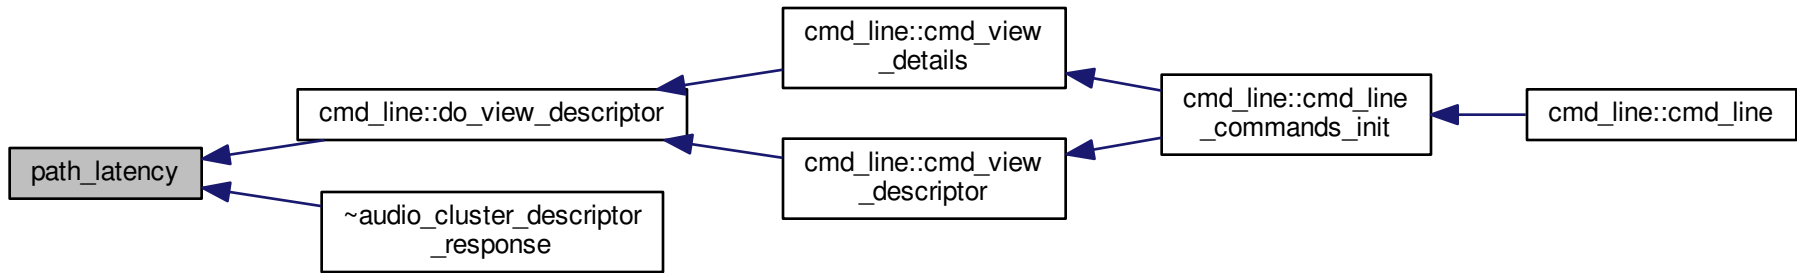 path_latency
cmd_line::do_view_descriptor
~audio_cluster_descriptor
_response
cmd_line::cmd_view
_details
cmd_line::cmd_view
_descriptor
cmd_line::cmd_line
_commands_init
cmd_line::cmd_line